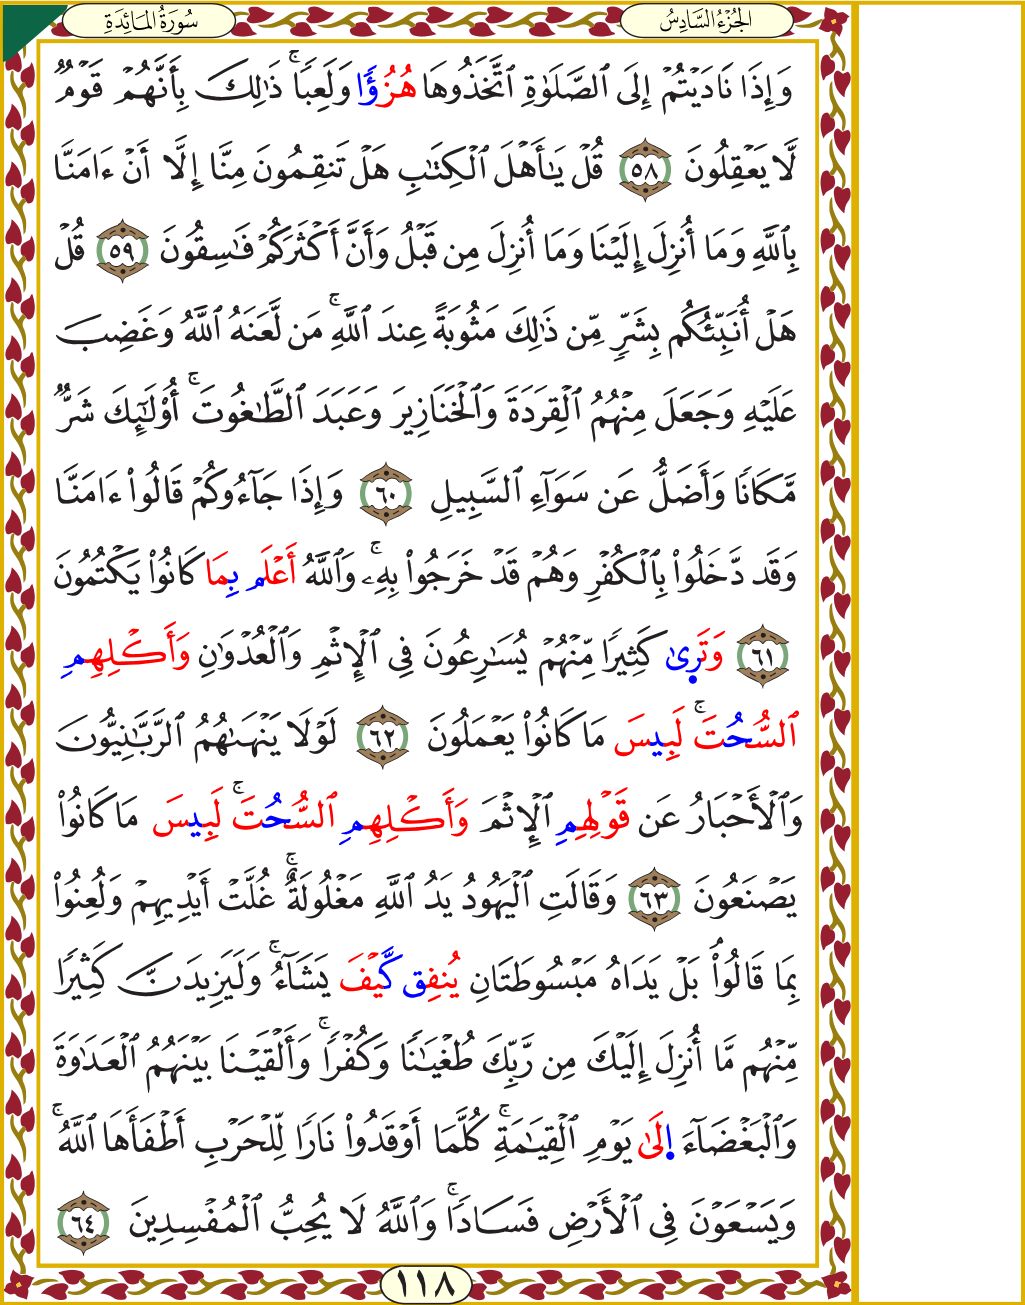 سُورَةُ المَائِدَةِ
الجُزْءُ السَّادِسُ
وَإِذَا نَادَيْتُمْ إِلَى ٱلصَّلَوٰةِ ٱتَّخَذُوهَا هُزُؤًا وَلَعِبًاۚ ذَٰلِكَ بِأَنَّهُمْ قَوْمٌ
لَّا يَعْقِلُونَ ٥٨ قُلْ يَٰأَهْلَ ٱلْكِتَٰبِ هَلْ تَنقِمُونَ مِنَّا إِلَّا أَنْ ءَامَنَّا
بِٱللَّهِ وَمَا أُنزِلَ إِلَيْنَا وَمَا أُنزِلَ مِن قَبْلُ وَأَنَّ أَكْثَرَكُمْ فَٰسِقُونَ ٥٩ قُلْ
هَلْ أُنَبِّئُكُم بِشَرٍّ مِّن ذَٰلِكَ مَثُوبَةً عِندَ ٱللَّهِۚ مَن لَّعَنَهُ ٱللَّهُ وَغَضِبَ
عَلَيْهِ وَجَعَلَ مِنْهُمُ ٱلْقِرَدَةَ وَٱلْخَنَازِيرَ وَعَبَدَ ٱلطَّٰغُوتَۚ أُوْلَٰٓئِكَ شَرٌّ
مَّكَانًا وَأَضَلُّ عَن سَوَآءِ ٱلسَّبِيلِ ٦٠ وَإِذَا جَآءُوكُمْ قَالُوا۟ ءَامَنَّا
وَقَد دَّخَلُوا۟ بِٱلْكُفْرِ وَهُمْ قَدْ خَرَجُوا۟ بِهِۦۚ وَٱللَّهُ أَعْلَم بِمَا كَانُوا۟ يَكْتُمُونَ
٦١ وَتَرِىٰ كَثِيرًا مِّنْهُمْ يُسَٰرِعُونَ فِى ٱلْإِثْمِ وَٱلْعُدْوَٰنِ وَأَكْلِهِمِ
ٱلسُّحُتَۚ لَبِيسَ مَا كَانُوا۟ يَعْمَلُونَ ٦٢ لَوْلَا يَنْهَىٰهُمُ ٱلرَّبَّٰنِيُّونَ
وَٱلْأَحْبَارُ عَن قَوْلِهِمِ ٱلْإِثْمَ وَأَكْلِهِمِ ٱلسُّحُتَۚ لَبِيسَ مَا كَانُوا۟
يَصْنَعُونَ ٦٣ وَقَالَتِ ٱلْيَهُودُ يَدُ ٱللَّهِ مَغْلُولَةٌۚ غُلَّتْ أَيْدِيهِمْ وَلُعِنُوا۟
بِمَا قَالُوا۟ۘ بَلْ يَدَاهُ مَبْسُوطَتَانِ يُنفِق كَّيْفَ يَشَآءُۚ وَلَيَزِيدَنَّ كَثِيرًا
مِّنْهُم مَّا أُنزِلَ إِلَيْكَ مِن رَّبِّكَ طُغْيَٰنًا وَكُفْرًاۚ وَأَلْقَيْنَا بَيْنَهُمُ ٱلْعَدَٰوَةَ
وَٱلْبَغْضَآءَ اِلَىٰ يَوْمِ ٱلْقِيَٰمَةِۚ كُلَّمَا أَوْقَدُوا۟ نَارًا لِّلْحَرْبِ أَطْفَأَهَا ٱللَّهُۚ
وَيَسْعَوْنَ فِى ٱلْأَرْضِ فَسَادًاۚ وَٱللَّهُ لَا يُحِبُّ ٱلْمُفْسِدِينَ ٦٤
١١٨